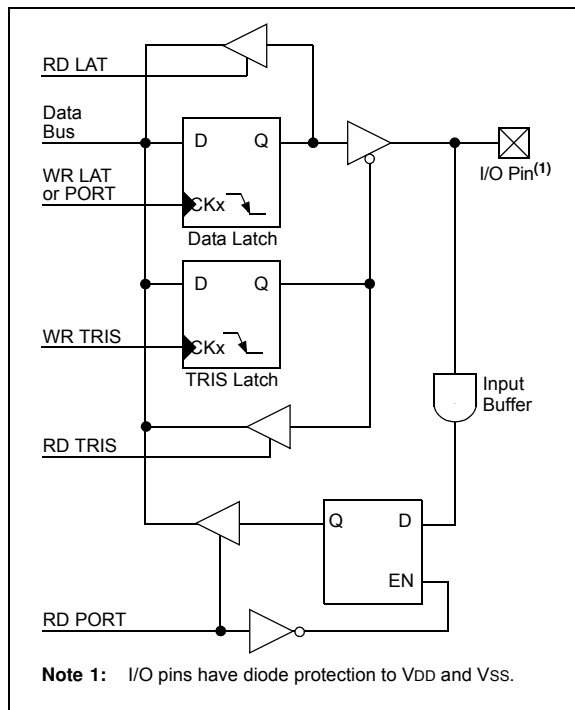 RD LAT
Data
Bus
D Q
I/O Pin(1)
WR LAT
or PORT
CKx
Data Latch
D Q
WR TRIS
CKx
TRIS Latch
Input
Buffer
RD TRIS
Q D
EN
RD PORT
Note 1: I/O pins have diode protection to VDD and VSS.